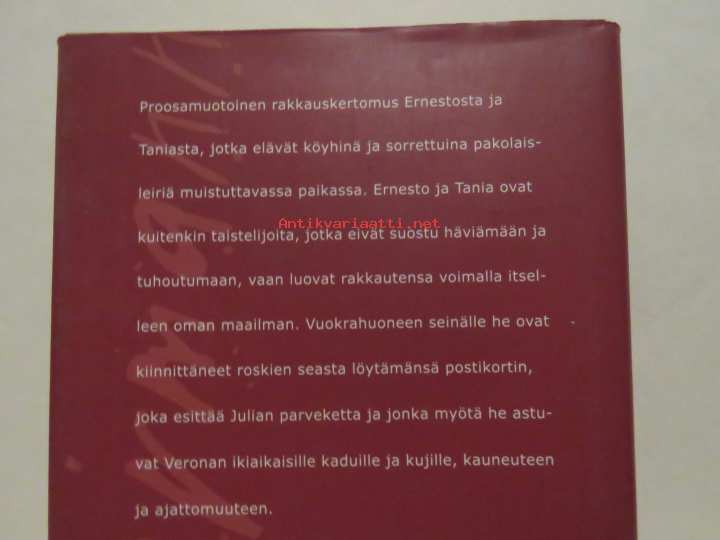 Proosamuotoinen rakkauskertomus Ernestosta ja
Taniasta, jotka elävät köyhinä ja sorrettuina pakolais-
leiriä muistuttavassa paikassa. Ernesto ja Tania ovat
Antikvariaatti.net
kuitenkin taistelijoita, jotka eivät suostu häviämään ja
tuhoutumaan, vaan luovat rakkautensa voimalla itsel-
leen oman maailman. Vuokrahuoneen seinälle he ovat
kiinnittäneet roskien seasta löytämänsä postikortin,
joka esittää Julian parveketta ja jonka myötä he astu-
vat Veronan ikiaikaisille kaduille ja kujille, kauneuteen
ja ajattomuuteen.